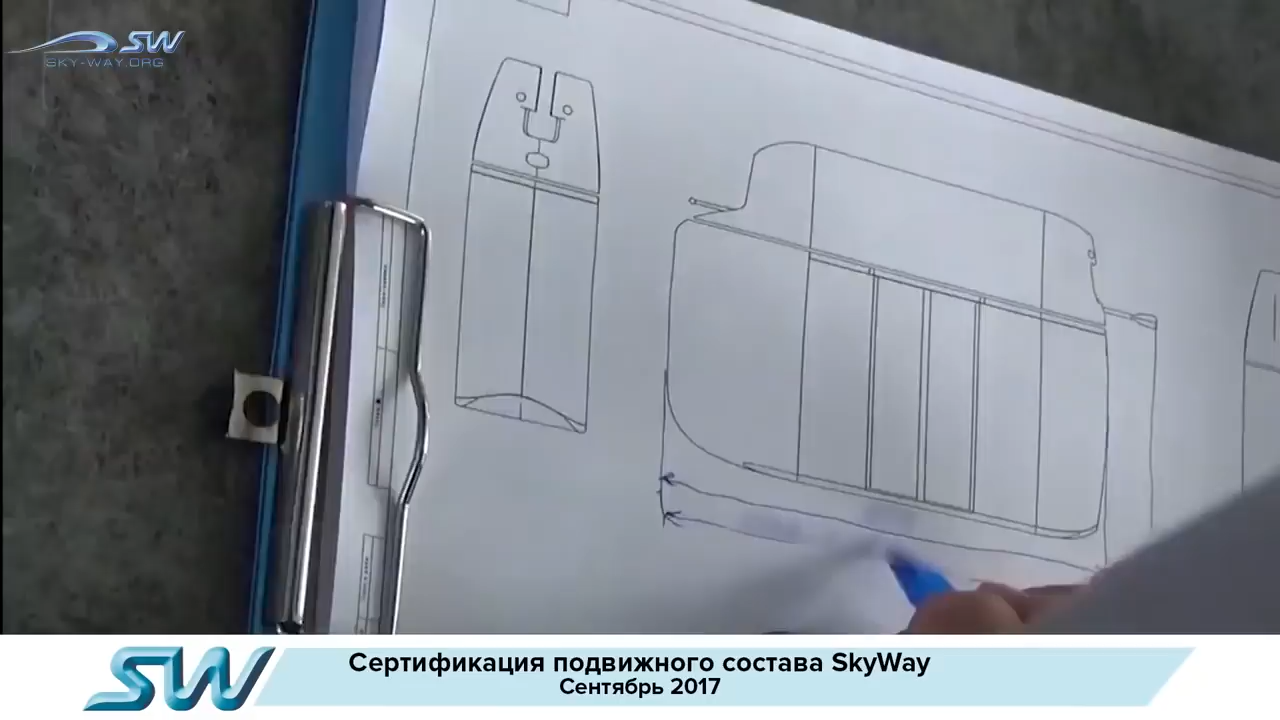 SW
SKY-WAY.ORG
SW
Сертификация подвижного состава SkyWay
Сентябрь 2017